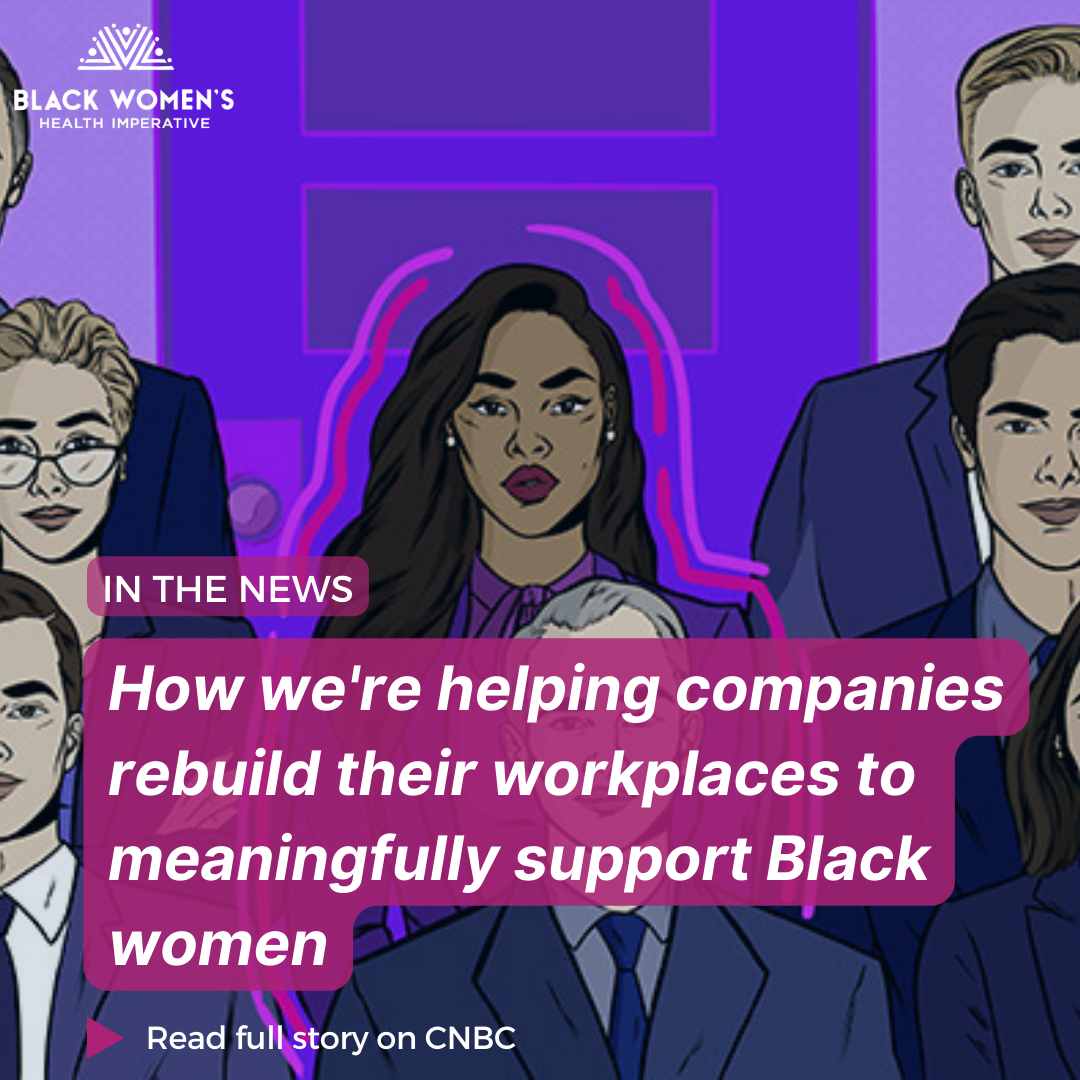 BLACK WOMEN'S
HEALTH IMPERATIVE
IN THE NEWS
How we're helping companies
rebuild their workplaces to
meaningfully support Black
women
Read full story on CNBC